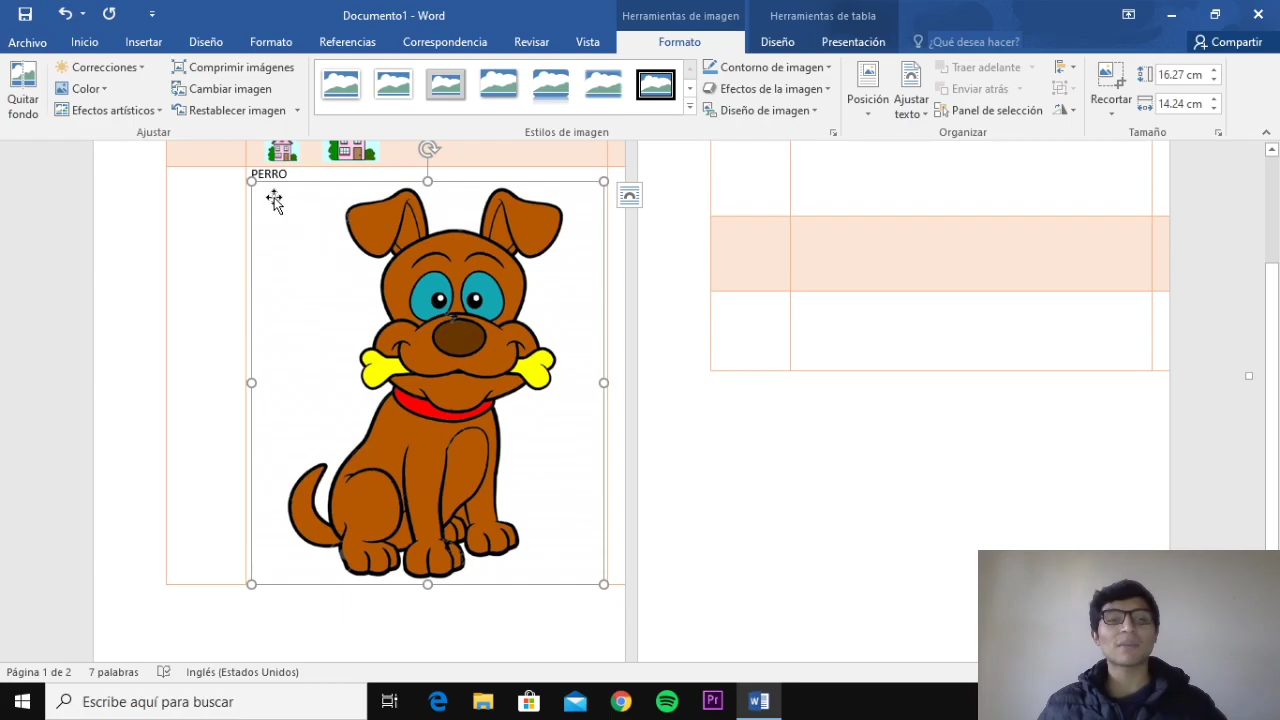 Documento1 - Word
Herramientas de imagen
Herramientas de tabla
Archivo
Inicio
Insertar
Diseño
Formato
Referencias
Correspondencia
Revisar
Vista
Formato
Diseño
Presentación
¿Qué desea hacer?
Compartir
Quitar
fondo
Correcciones
Color
Efectos artísticos
Comprimir imágenes
Cambiar imagen
Restablecer imagen
Ajustar
Estilos de imagen
Contorno de imagen
Efectos de la imagen
Diseño de imagen
Posición
Ajustar
texto
Traer adelante
Enviar atrás
Panel de selección
Organizar
Recortar
16.27 cm
14.24 cm
Tamaño
PERRO
Página 1 de 2
7 palabras
Inglés (Estados Unidos)
Escribe aquí para buscar
Pr